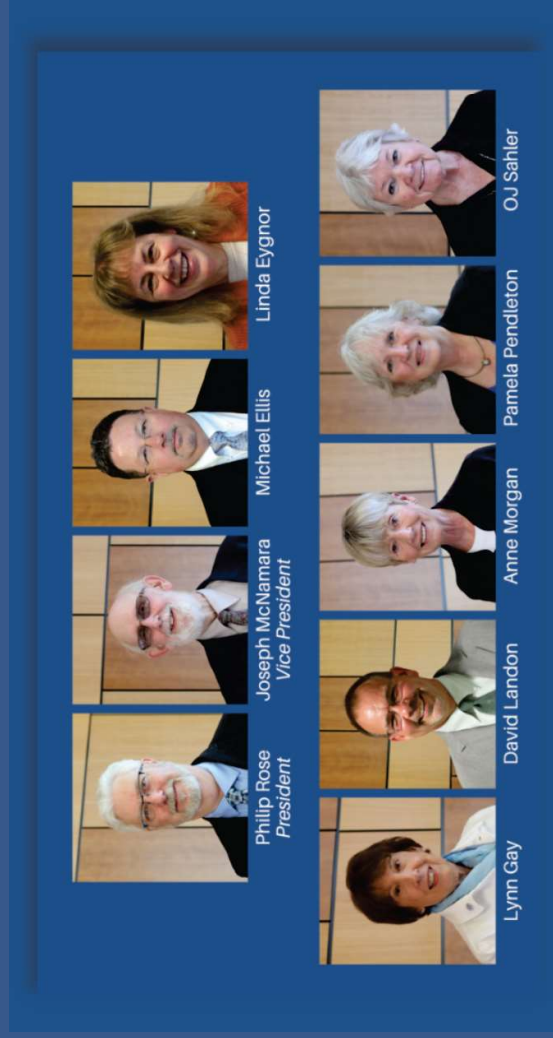 Philip Rose
President
Joseph McNamara
Vice President
Michael Ellis
Linda Eygnor
Lynn Gay
David Landon
Anne Morgan
Pamela Pendleton
OJ Sahler